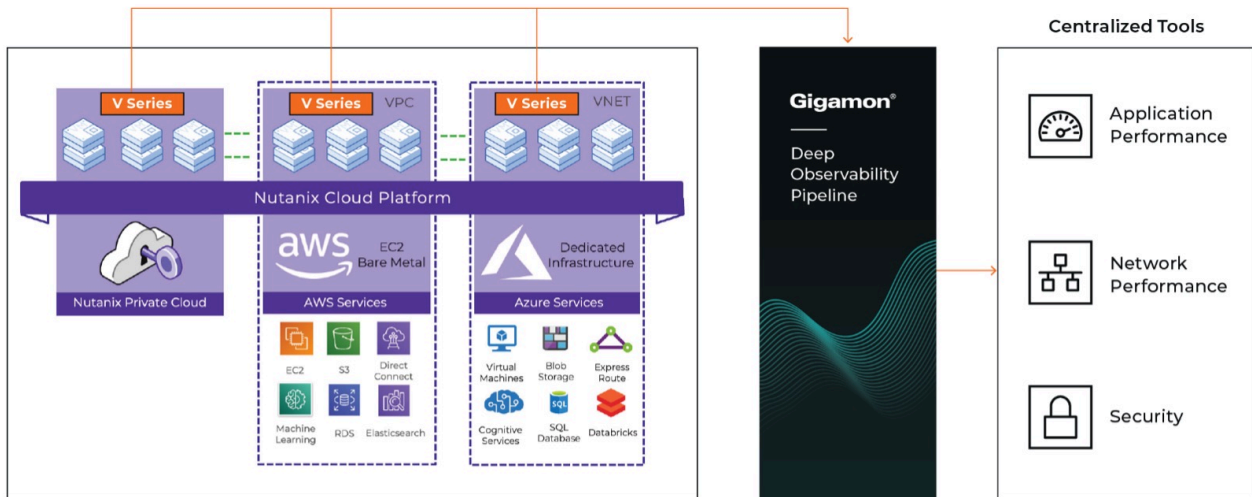 Centralized Tools
V Series
V Series
VPC
V Series
VNET
Nutanix Cloud Platform
Nutanix Private Cloud
aws
EC2
Bare Metal
AWS Services
EC2
S3
Direct
Connect
Machine
Learning
RDS
Elasticsearch
Dedicated
Infrastructure
Azure Services
Virtual
Machines
Blob
Storage
Express
Route
Cognitive
Services
SQL
SQL
Database
Databricks
Gigamon®
Deep
Observability
Pipeline
Application
Performance
Network
Performance
Security